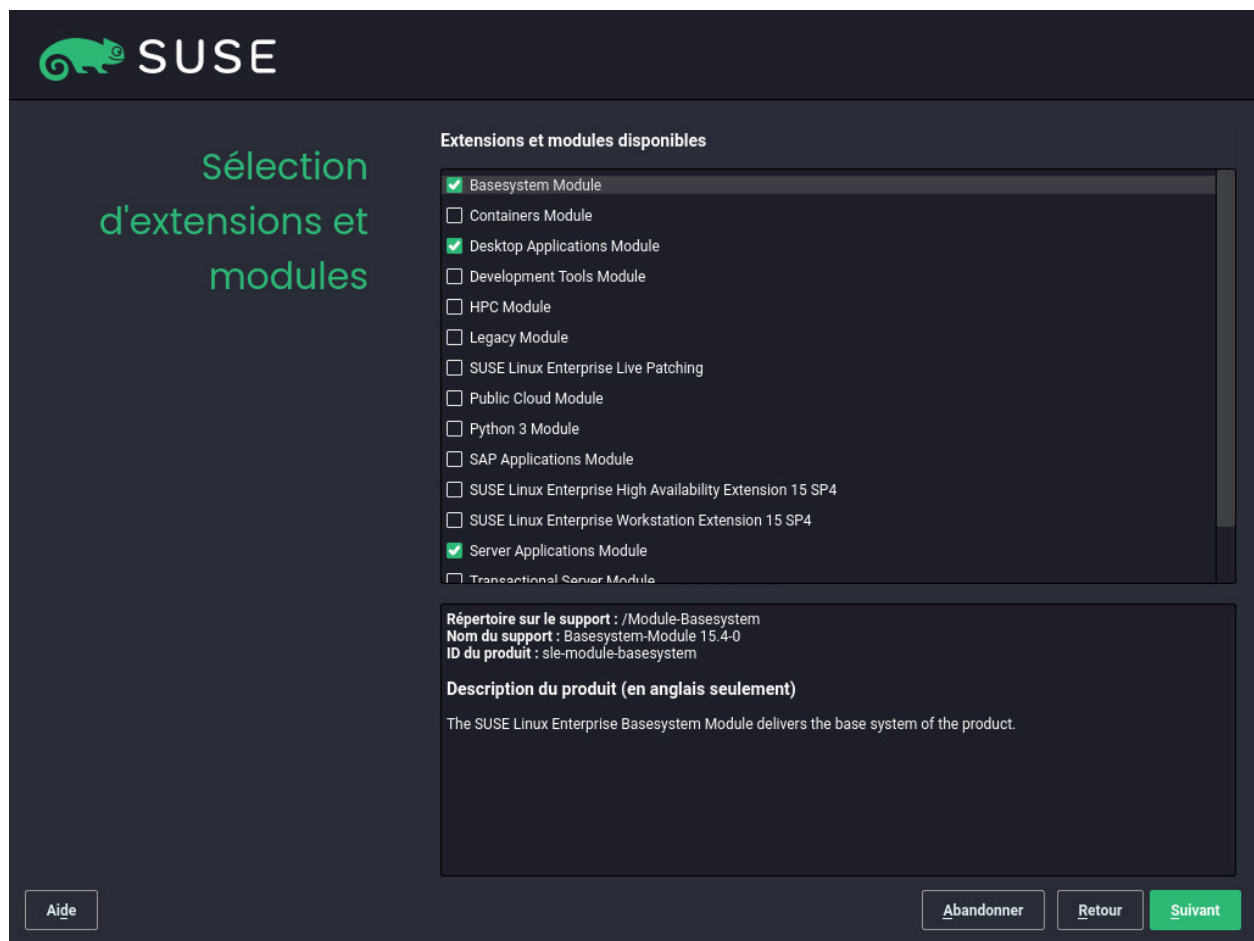 SUSE
Sélection
d'extensions et
modules
Extensions et modules disponibles
Basesystem Module
Containers Module
Desktop Applications Module
Development Tools Module
HPC Module
Legacy Module
SUSE Linux Enterprise Live Patching
Public Cloud Module
Python 3 Module
SAP Applications Module
SUSE Linux Enterprise High Availability Extension 15 SP4
SUSE Linux Enterprise Workstation Extension 15 SP4
Server Applications Module
Transactional Server Module
Répertoire sur le support : /Module-Basesystem
Nom du support : Basesystem-Module 15.4-0
ID du produit : sle-module-basesystem
Description du produit (en anglais seulement)
The SUSE Linux Enterprise Basesystem Module delivers the base system of the product.
Aide
Abandonner
Retour
Suivant